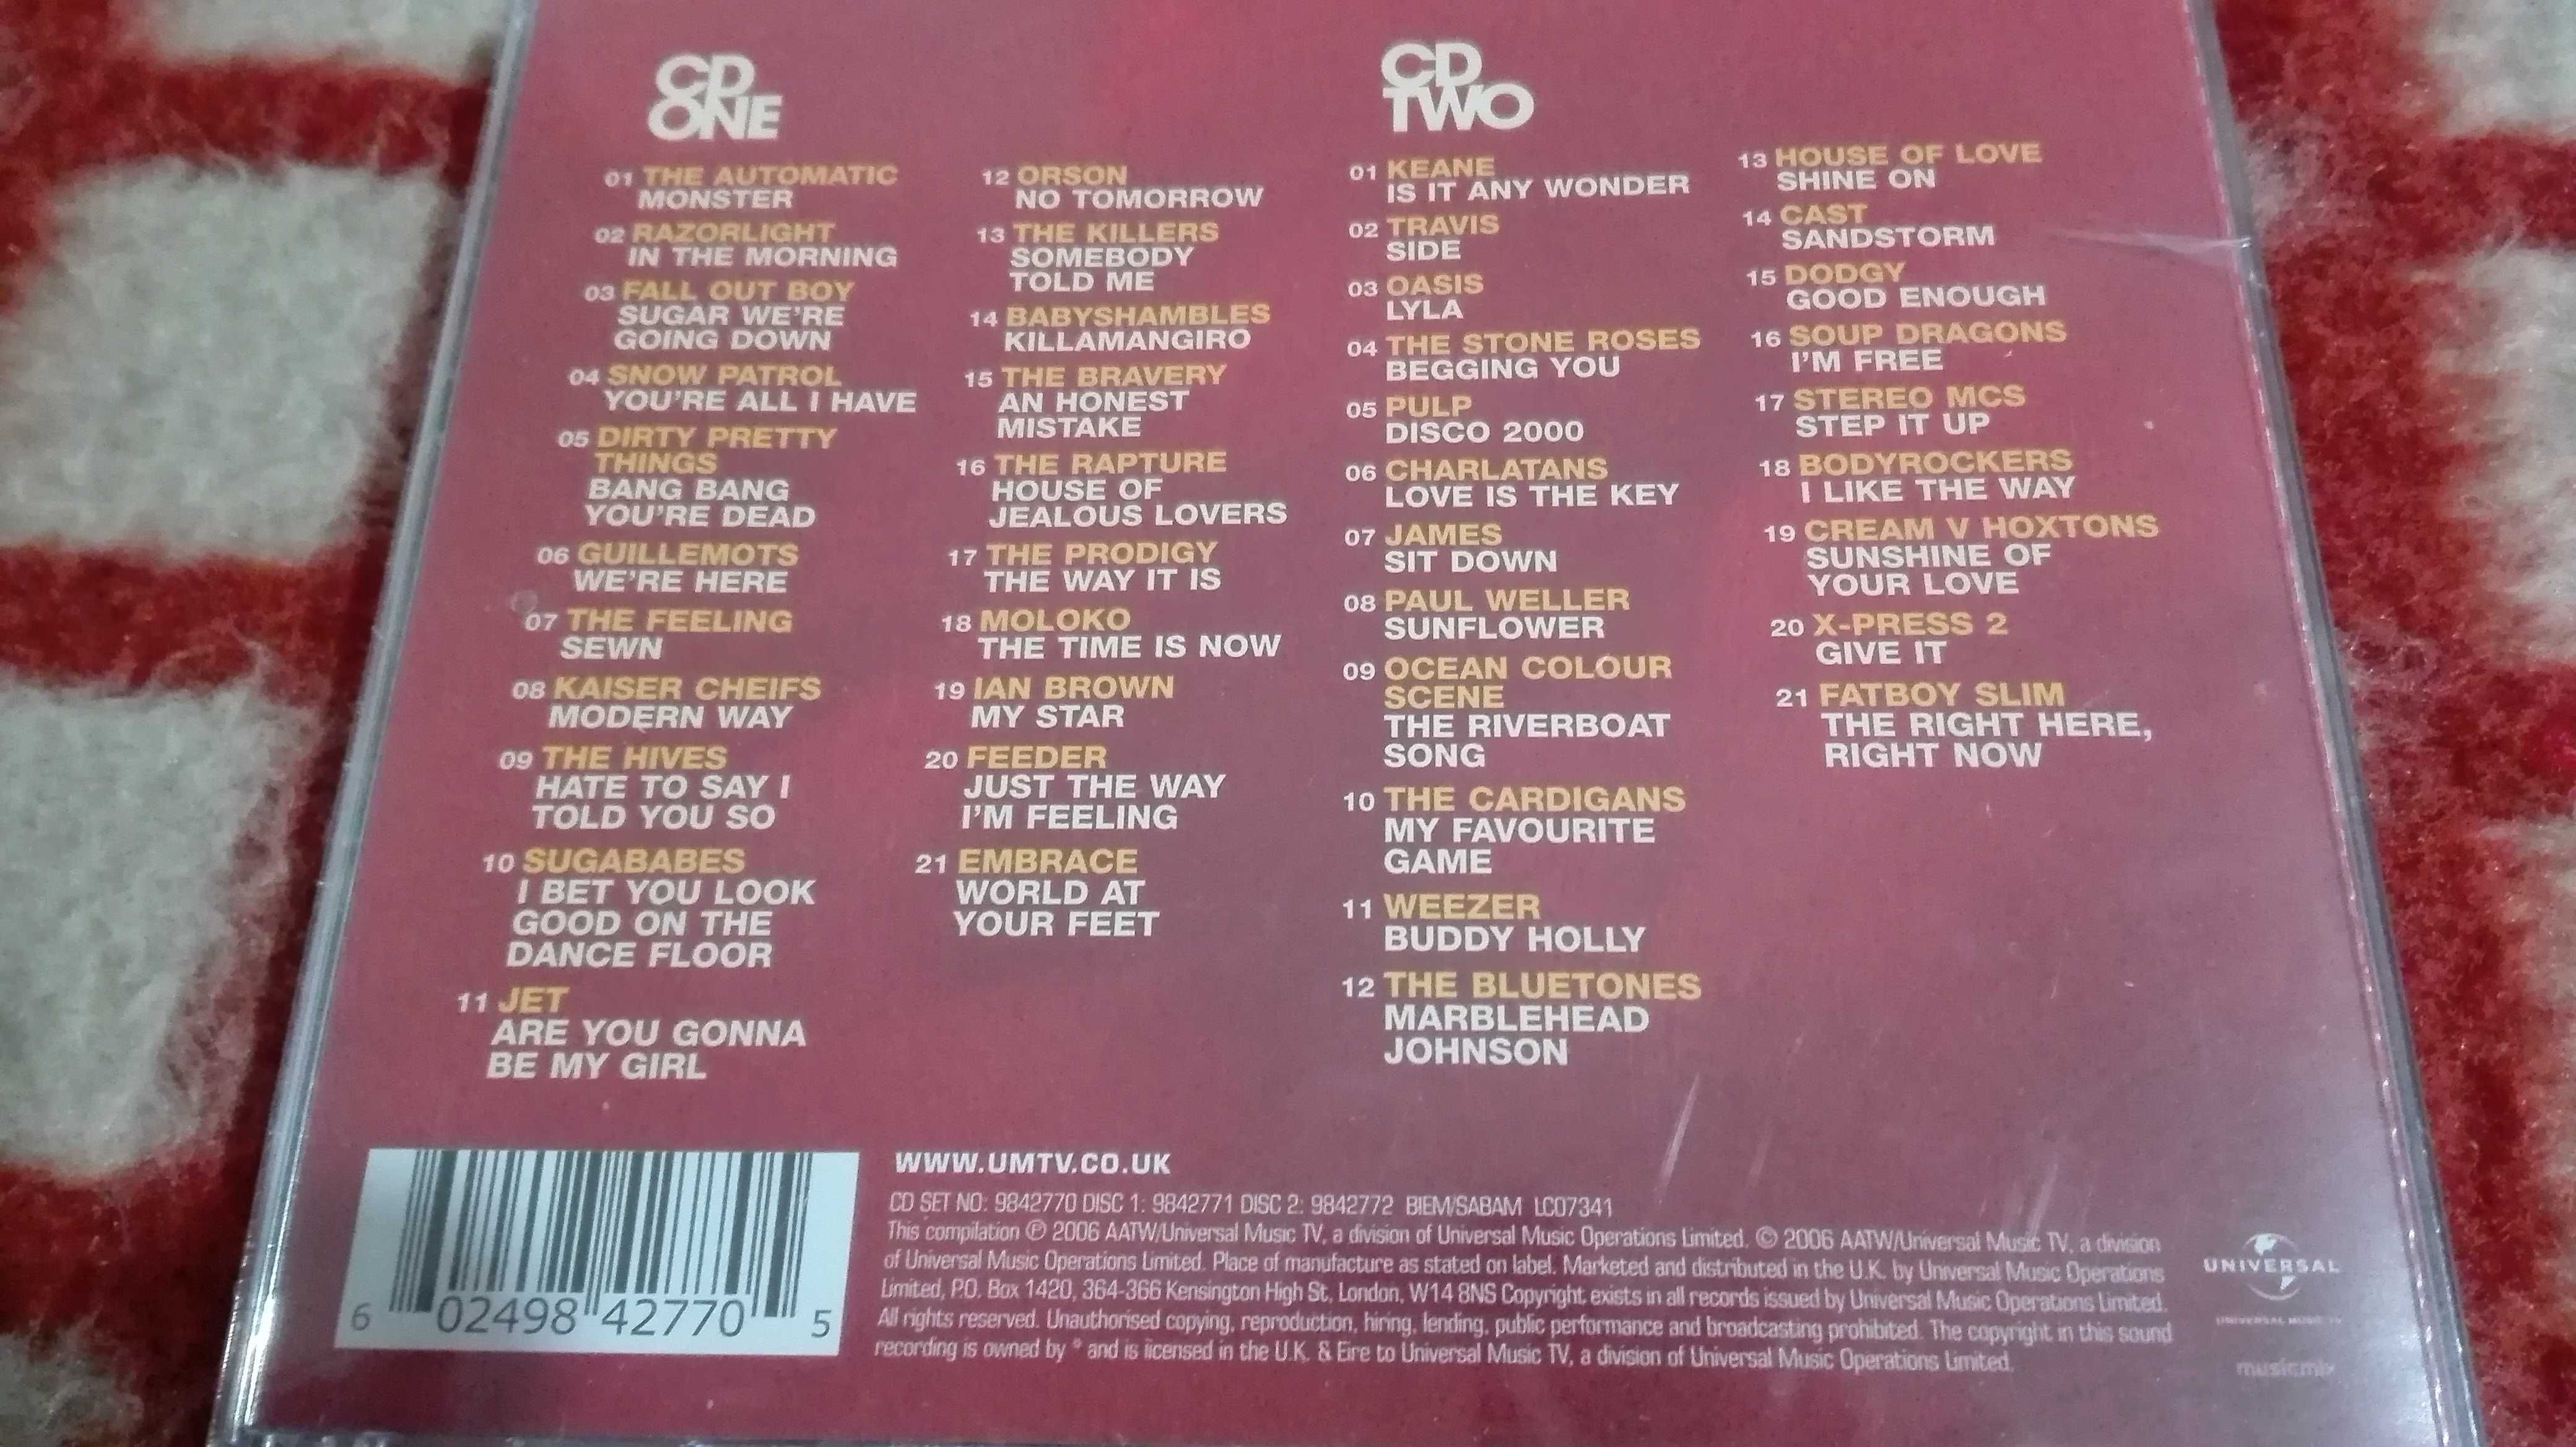 CD
ONE
01 THE AUTOMATIC
MONSTER
02 RAZORLIGHT
IN THE MORNING
03 FALL OUT BOY
SUGAR WE'RE
GOING DOWN
04 SNOW PATROL
YOU'RE ALL I HAVE
05 DIRTY PRETTY
THINGS
BANG BANG
YOU'RE DEAD
06 GUILLEMOTS
WE'RE HERE
07 THE FEELING
SEWN
08 KAISER CHEIFS
MODERN WAY
09 THE HIVES
HATE TO SAY I
TOLD YOU SO
10 SUGABABES
I BET YOU LOOK
GOOD ON THE
DANCE FLOOR
11 JET
ARE YOU GONNA
BE MY GIRL
12 ORSON
NO TOMORROW
13 THE KILLERS
SOMEBODY
TOLD ME
14 BABYSHAMBLES
KILLAMANGIRO
15 THE BRAVERY
AN HONEST
MISTAKE
16 THE RAPTURE
HOUSE OF
JEALOUS LOVERS
17 THE PRODIGY
THE WAY IT IS
18 MOLOKO
THE TIME IS NOW
19 IAN BROWN
MY STAR
20 FEEDER
JUST THE WAY
I'M FEELING
21 EMBRACE
WORLD AT
YOUR FEET
CD
TWO
01 KEANE
IS IT ANY WONDER
02 TRAVIS
SIDE
03 OASIS
LYLA
04 THE STONE ROSES
BEGGING YOU
05 PULP
DISCO 2000
06 CHARLATANS
LOVE IS THE KEY
07 JAMES
SIT DOWN
08 PAUL WELLER
SUNFLOWER
09 OCEAN COLOUR
SCENE
THE RIVERBOAT
SONG
10 THE CARDIGANS
MY FAVOURITE
GAME
11 WEEZER
BUDDY HOLLY
12 THE BLUETONES
MARBLEHEAD
JOHNSON
13 HOUSE OF LOVE
SHINE ON
14 CAST
SANDSTORM
15 DODGY
GOOD ENOUGH
16 SOUP DRAGONS
I'M FREE
17 STEREO MCS
STEP IT UP
18 BODYROCKERS
I LIKE THE WAY
19 CREAM V HOXTONS
SUNSHINE OF
YOUR LOVE
20 X-PRESS 2
GIVE IT
21 FATBOY SLIM
THE RIGHT HERE,
RIGHT NOW
6 02498 42770 5
WWW.UMTV.CO.UK
CD SET NO: 9842770 DISC 1: 9842771 DISC 2: 9842772 BIEM/SABAM LC07341
This compilation ℗ 2006 AATW/Universal Music TV, a division of Universal Music Operations Limited. © 2006 AATW/Universal Music TV, a division
of Universal Music Operations Limited. Place of manufacture as stated on label. Marketed and distributed in the U.K. by Universal Music Operations
Limited, P.O. Box 1420, 364-366 Kensington High St, London, W14 8NS Copyright exists in all records issued by Universal Music Operations Limited.
All rights reserved. Unauthorised copying, reproduction, hiring, lending, public performance and broadcasting prohibited. The copyright in this sound
recording is owned by * and is licensed in the U.K. & Eire to Universal Music TV, a division of Universal Music Operations Limited.
UNIVERSAL
UNIVERSAL MUSIC TV
musicmix